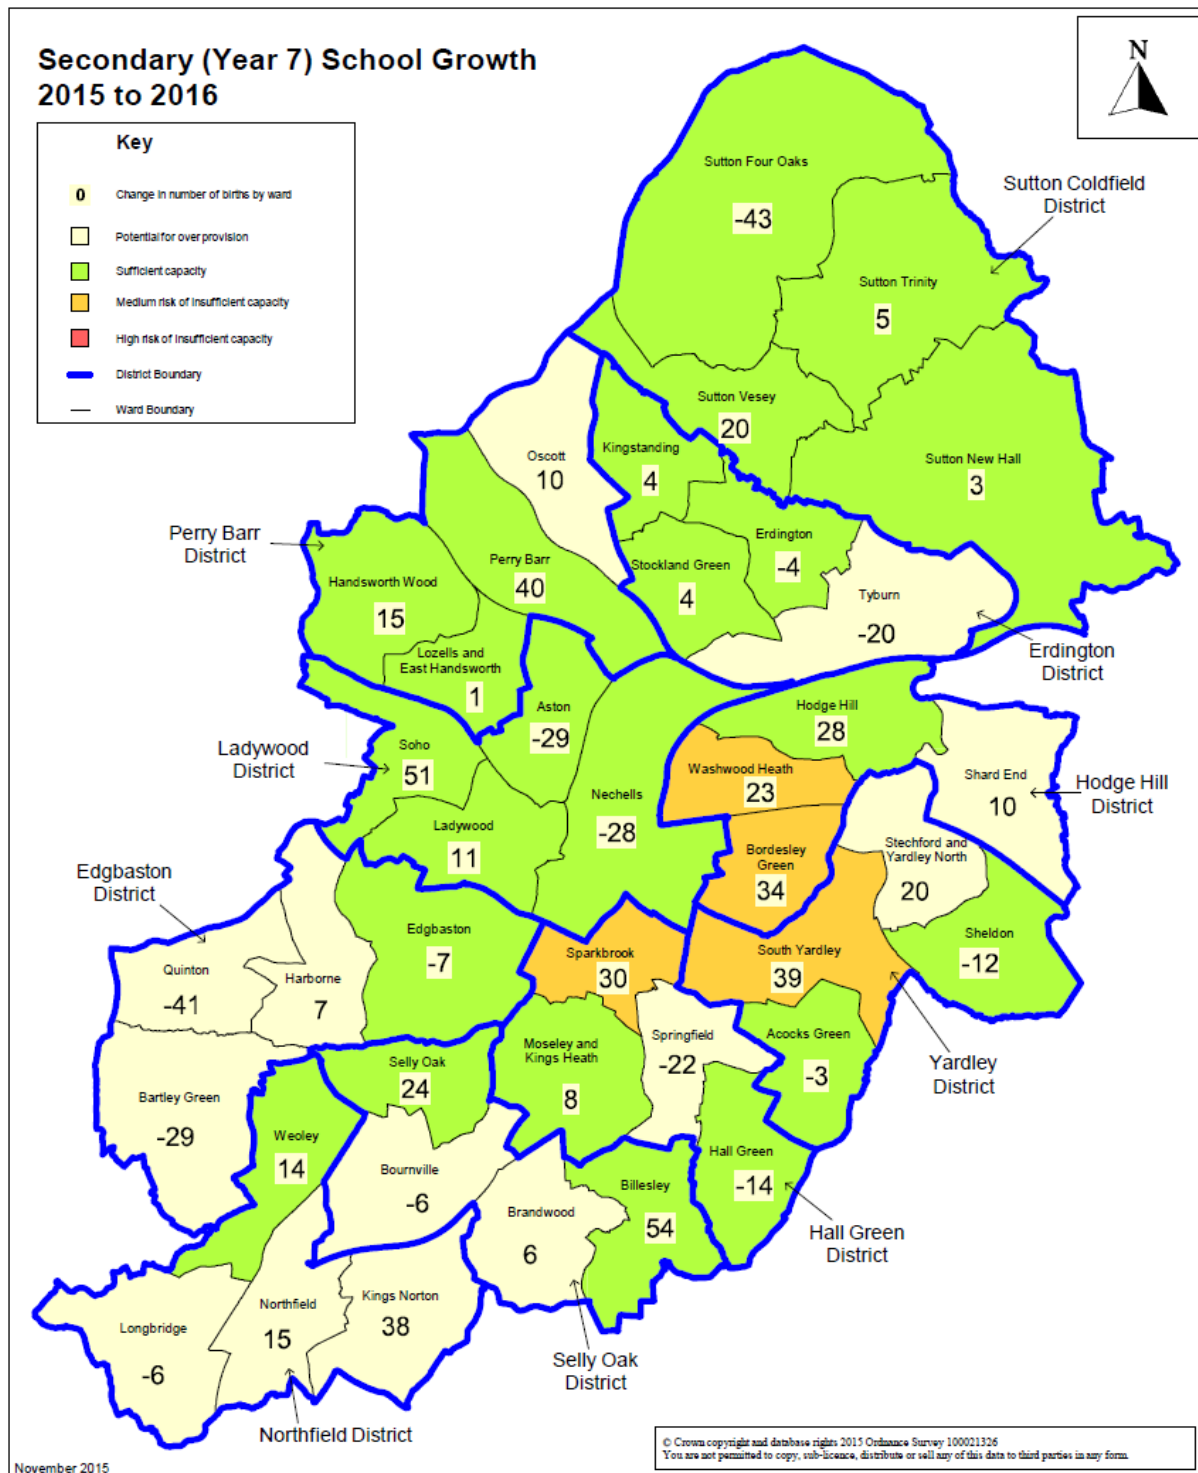 Secondary (Year 7) School Growth
2015 to 2016
N
Key
0 Change in number of births by ward
Potential for over provision
Sufficient capacity
Medium risk of insufficient capacity
High risk of insufficient capacity
District Boundary
Ward Boundary
Sutton Four Oaks
-43
Sutton Coldfield
District
Sutton Trinity
5
Sutton Vesey
20
Sutton New Hall
3
Oscott
10
Kingstanding
4
Erdington
-4
Stockland Green
4
Tyburn
-20
Erdington
District
Perry Barr
District
Perry Barr
40
Handsworth Wood
15
Lozells and
East Handsworth
1
Aston
-29
Ladywood
District
Soho
51
Ladywood
11
Nechells
-28
Hodge Hill
28
Washwood Heath
23
Shard End
10
Hodge Hill
District
Bordesley
Green
34
Stechford and
Yardley North
20
Sheldon
-12
South Yardley
39
Acocks Green
-3
Yardley
District
Edgbaston
District
Quinton
-41
Harborne
7
Edgbaston
-7
Bartley Green
-29
Sparkbrook
30
Springfield
-22
Moseley and
Kings Heath
8
Hall Green
-14
Hall Green
District
Selly Oak
24
Weoley
14
Bournville
-6
Brandwood
6
Billesley
54
Selly Oak
District
Longbridge
-6
Northfield
15
Kings Norton
38
Northfield District
© Crown copyright and database rights 2015 Ordnance Survey 100021326
You are not permitted to copy, sub-licence, distribute or sell any of this data to third parties in any form.
November 2015